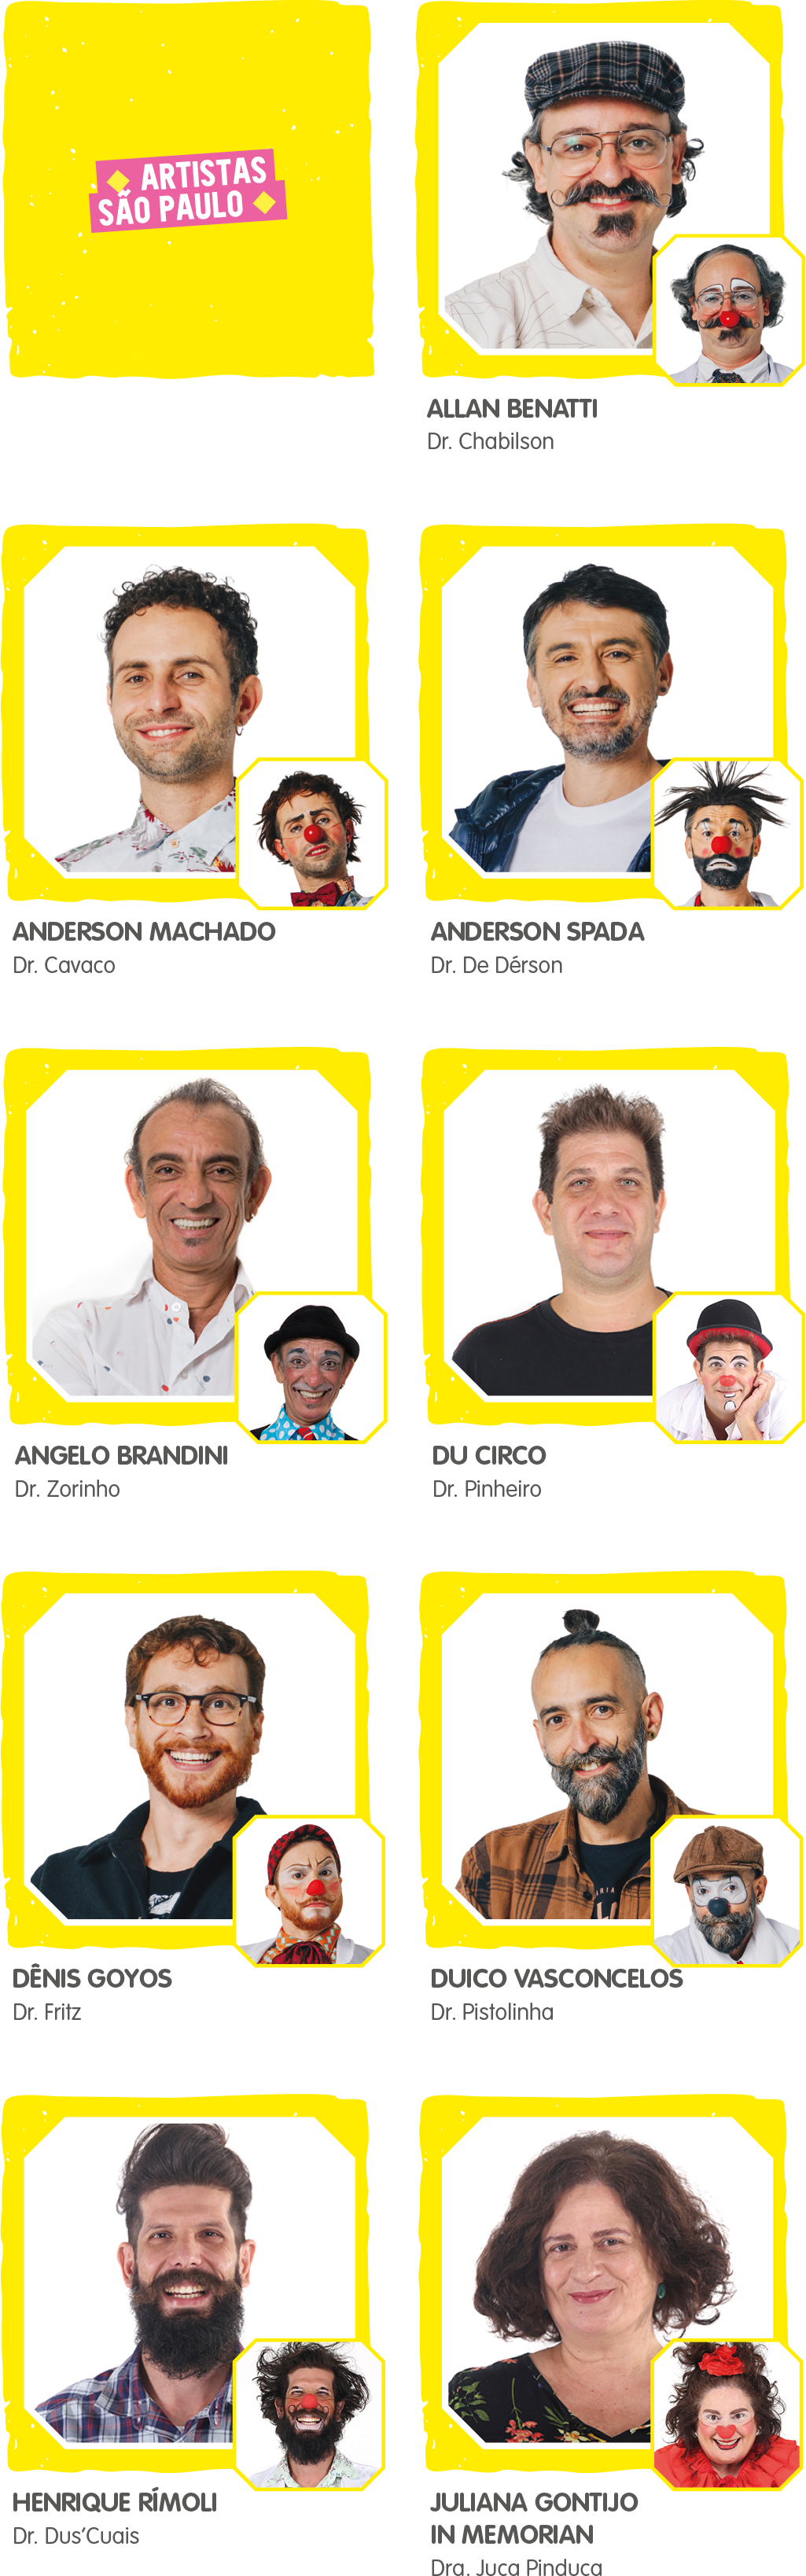 ARTISTAS
SÃO PAULO
ALLAN BENATTI
Dr. Chabilson
ANDERSON MACHADO
Dr. Cavaco
ANDERSON SPADA
Dr. De Dérson
ANGELO BRANDINI
Dr. Zorinho
DU CIRCO
Dr. Pinheiro
DÊNIS GOYOS
Dr. Fritz
DUICO VASCONCELOS
Dr. Pistolinha
HENRIQUE RÍMOLI
Dr. Dus’Cuais
JULIANA GONTIJO
IN MEMORIAN
Dra. Juca Pinduca